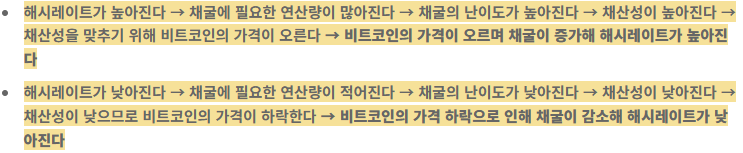 • 해시레이트가 높아진다 → 채굴에 필요한 연산량이 많아진다 → 채굴의 난이도가 높아진다 → 채산성이 높아진다 →
채산성을 맞추기 위해 비트코인의 가격이 오른다 → 비트코인의 가격이 오르며 채굴이 증가해 해시레이트가 높아진
다
• 해시레이트가 낮아진다 → 채굴에 필요한 연산량이 적어진다 → 채굴의 난이도가 낮아진다 → 채산성이 낮아진다 →
채산성이 낮으므로 비트코인의 가격이 하락한다 → 비트코인의 가격 하락으로 인해 채굴이 감소해 해시레이트가 낮
아진다